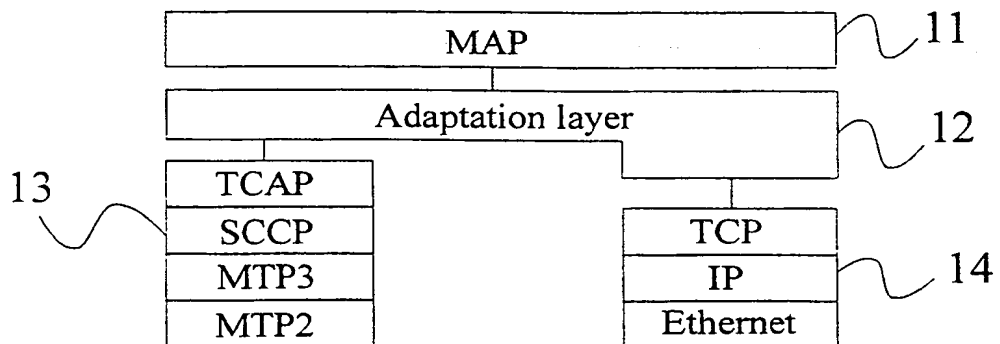 MAP
11
Adaptation layer
12
13
TCAP
SCCP
MTP3
MTP2
TCP
IP
Ethernet
14